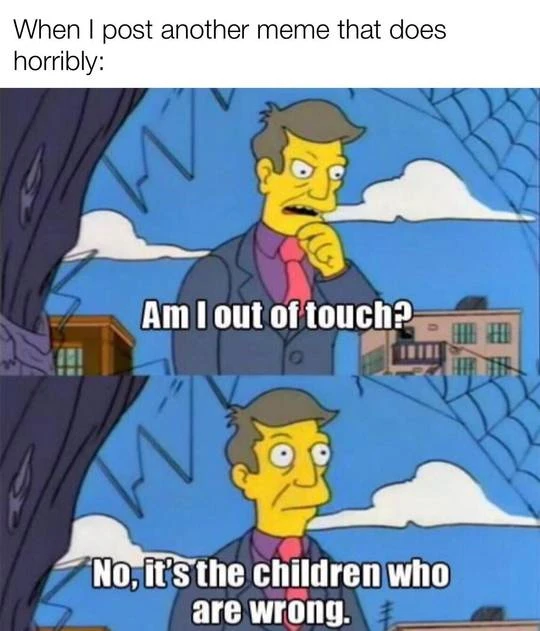 When I post another meme that does
horribly:
Am I out of touch?
No, it's the children who
are wrong.